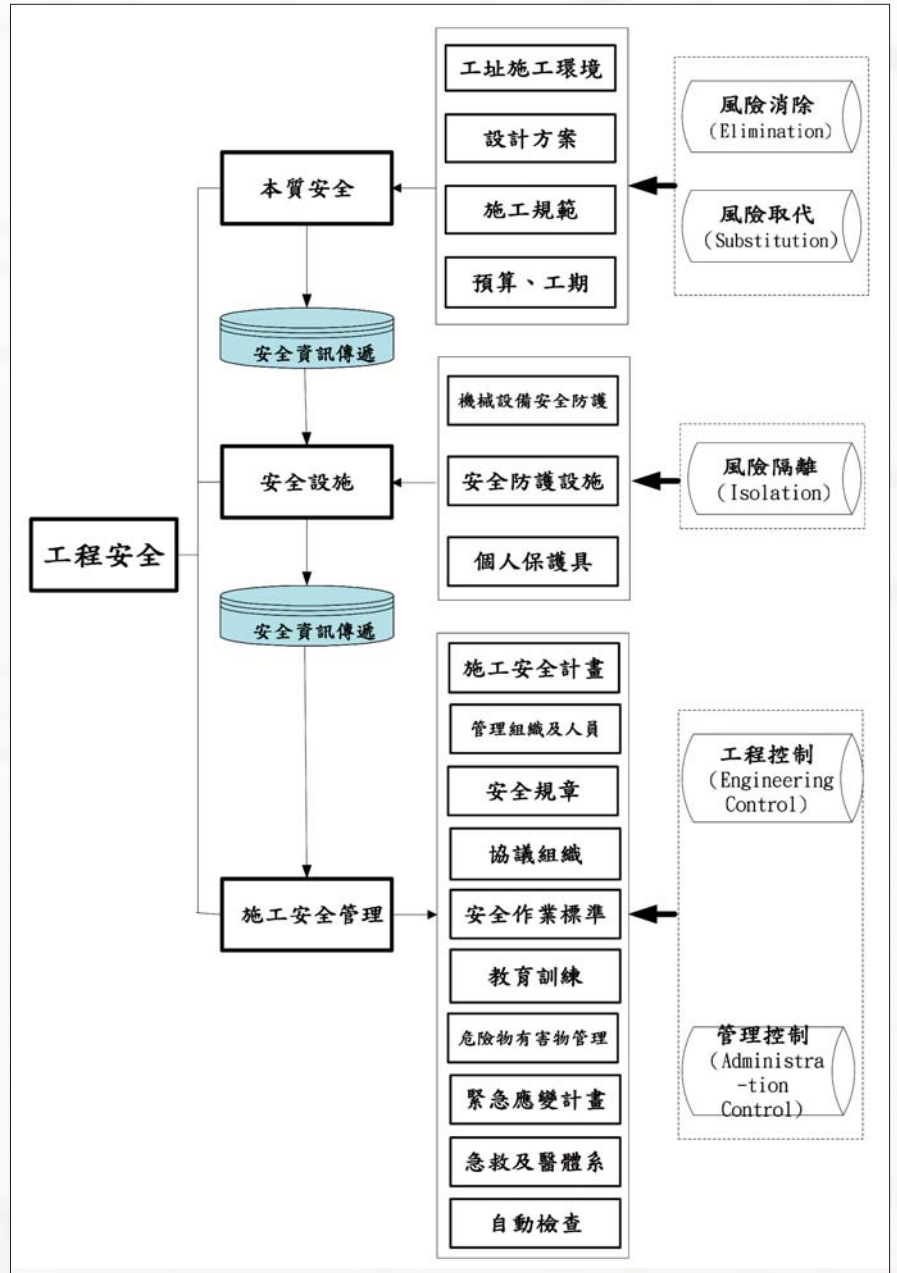 工程安全
本質安全
安全資訊傳遞
安全設施
安全資訊傳遞
施工安全管理
工址施工環境
設計方案
施工規範
預算、工期
機械設備安全防護
安全防護設施
個人保護具
施工安全計畫
管理組織及人員
安全規章
協議組織
安全作業標準
教育訓練
危險物有害物管理
緊急應變計畫
急救及醫體系
自動檢查
風險消除
（Elimination）
風險取代
（Substitution）
風險隔離
（Isolation）
工程控制
（Engineering
Control）
管理控制
（Administra
-tion
Control）